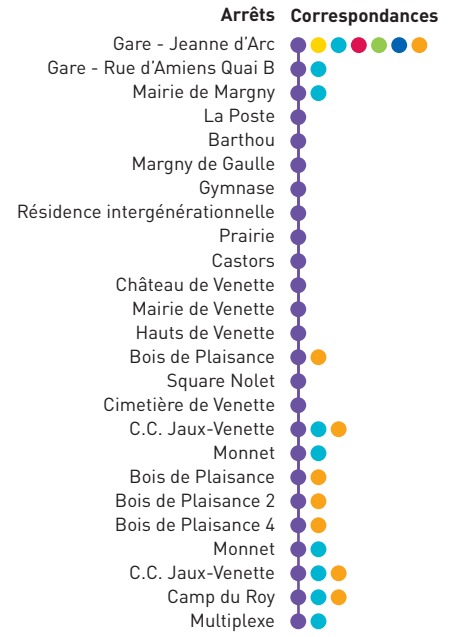 Arrêts Correspondances
Gare - Jeanne d'Arc
Gare - Rue d'Amiens Quai B
Mairie de Margny
La Poste
Barthou
Margny de Gaulle
Gymnase
Résidence intergénérationnelle
Prairie
Castors
Château de Venette
Mairie de Venette
Hauts de Venette
Bois de Plaisance
Square Nolet
Cimetière de Venette
C.C. Jaux-Venette
Monnet
Bois de Plaisance
Bois de Plaisance 2
Bois de Plaisance 4
Monnet
C.C. Jaux-Venette
Camp du Roy
Multiplexe